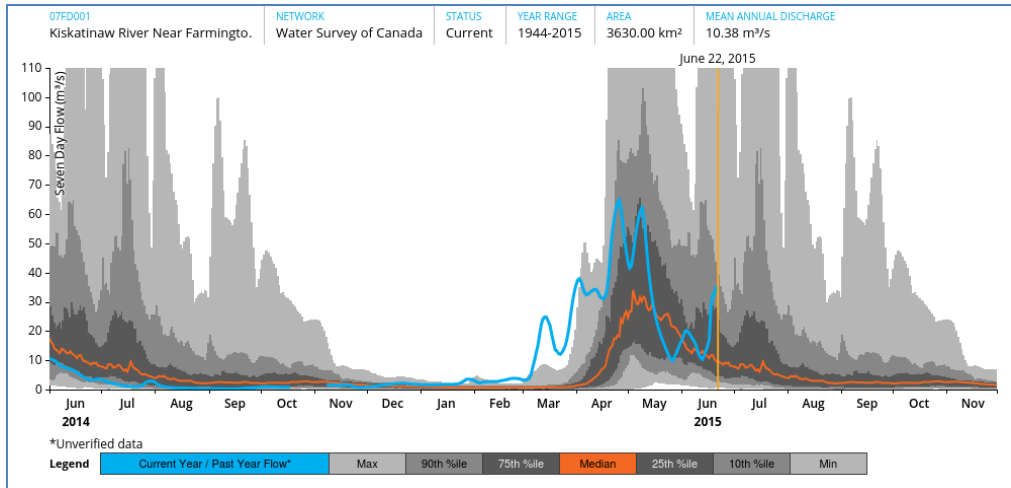 07FD001 NETWORK STATUS YEAR RANGE AREA MEAN ANNUAL DISCHARGE
Kiskatinaw River Near Farmingto. Water Survey of Canada Current 1944-2015 3630.00 km² 10.38 m³/s
June 22, 2015
Seven Day Flow (m³/s)
110
100
90
80
70
60
50
40
30
20
10
0
Jun Jul Aug Sep Oct Nov Dec Jan Feb Mar Apr May Jun Jul Aug Sep Oct Nov
2014 2015
*Unverified data
Legend Current Year / Past Year Flow* Max 90th %ile 75th %ile Median 25th %ile 10th %ile Min